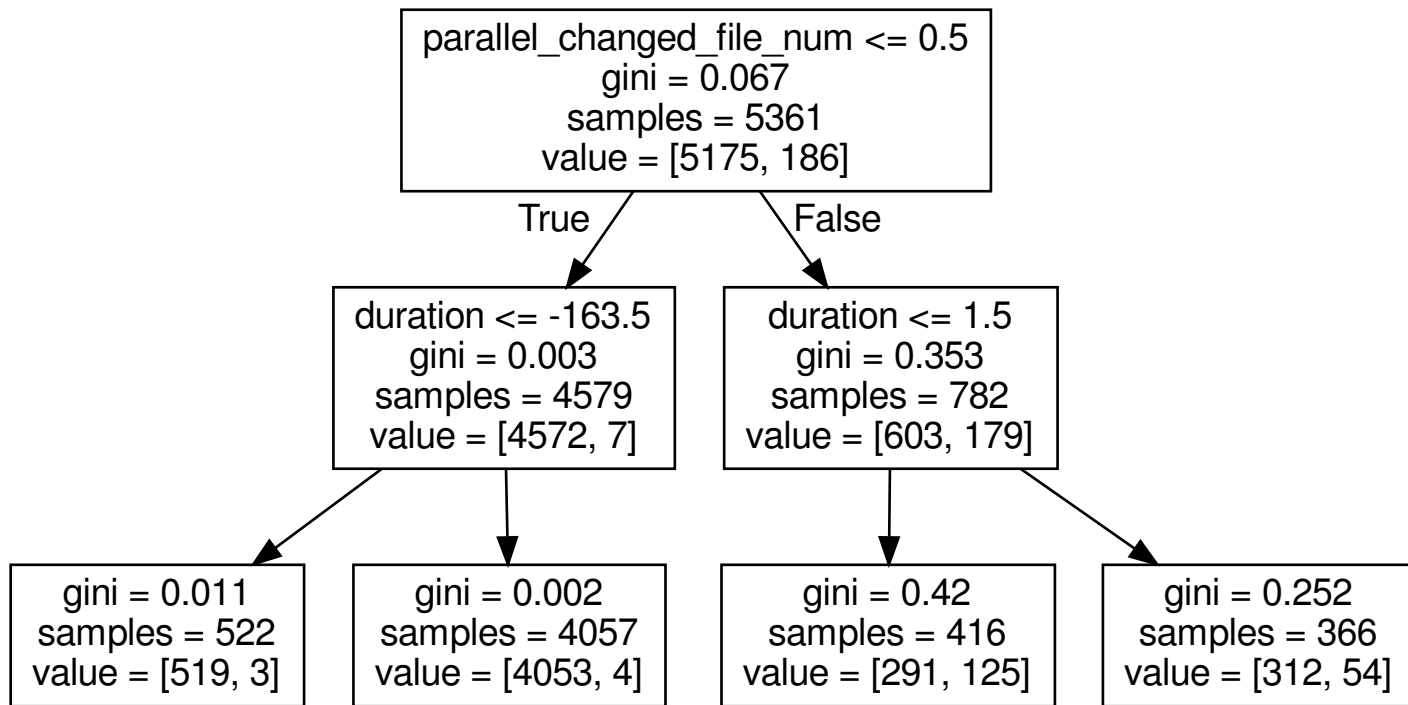 parallel_changed_file_num <= 0.5
gini = 0.067
samples = 5361
value = [5175, 186]
True
False
duration <= -163.5
gini = 0.003
samples = 4579
value = [4572, 7]
duration <= 1.5
gini = 0.353
samples = 782
value = [603, 179]
gini = 0.011
samples = 522
value = [519, 3]
gini = 0.002
samples = 4057
value = [4053, 4]
gini = 0.42
samples = 416
value = [291, 125]
gini = 0.252
samples = 366
value = [312, 54]